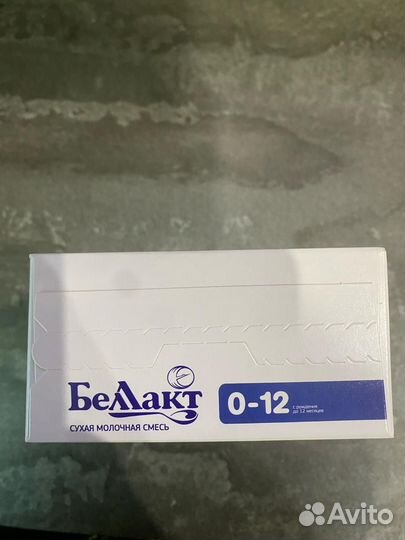 Беллакт
СУХАЯ МОЛОЧНАЯ СМЕСЬ
0-12
с рождения
до 12 месяцев
Avito